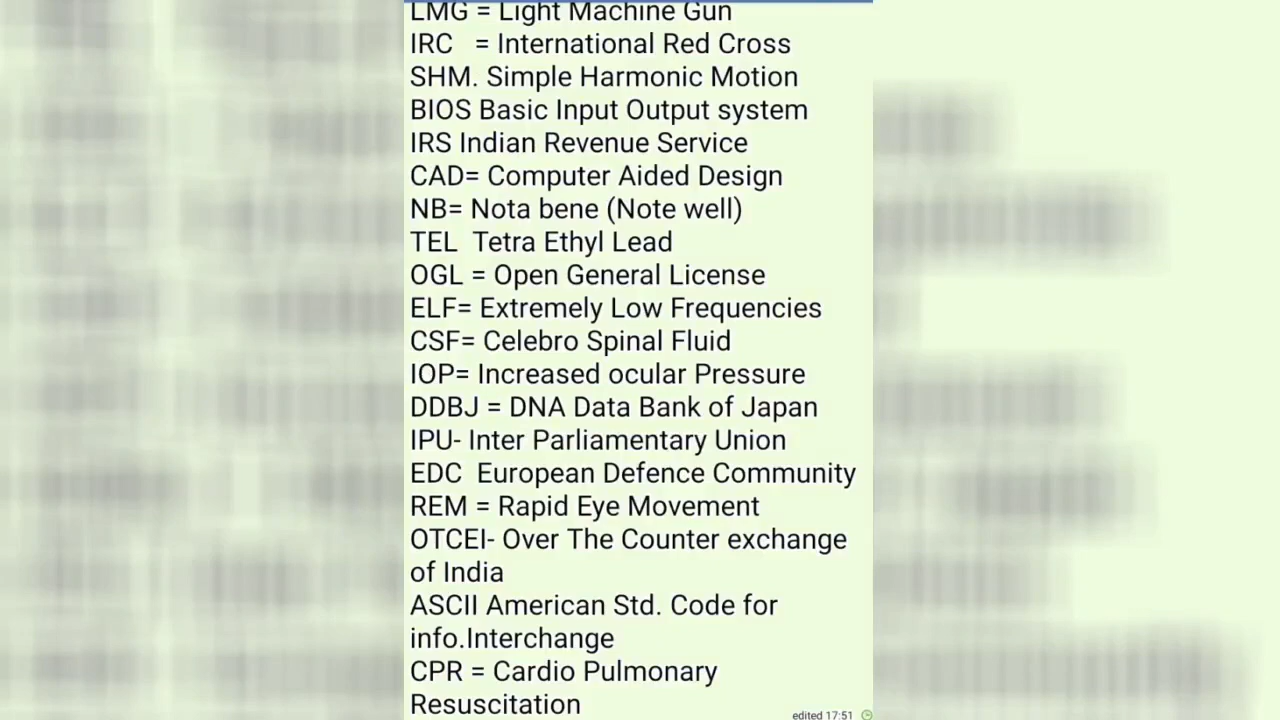 LMG = Light Machine Gun
IRC = International Red Cross
SHM. Simple Harmonic Motion
BIOS Basic Input Output system
IRS Indian Revenue Service
CAD= Computer Aided Design
NB= Nota bene (Note well)
TEL Tetra Ethyl Lead
OGL = Open General License
ELF= Extremely Low Frequencies
CSF= Celebro Spinal Fluid
IOP= Increased ocular Pressure
DDBJ = DNA Data Bank of Japan
IPU- Inter Parliamentary Union
EDC European Defence Community
REM = Rapid Eye Movement
OTCEI- Over The Counter exchange
of India
ASCII American Std. Code for
info.Interchange
CPR = Cardio Pulmonary
Resuscitation
edited 17:51